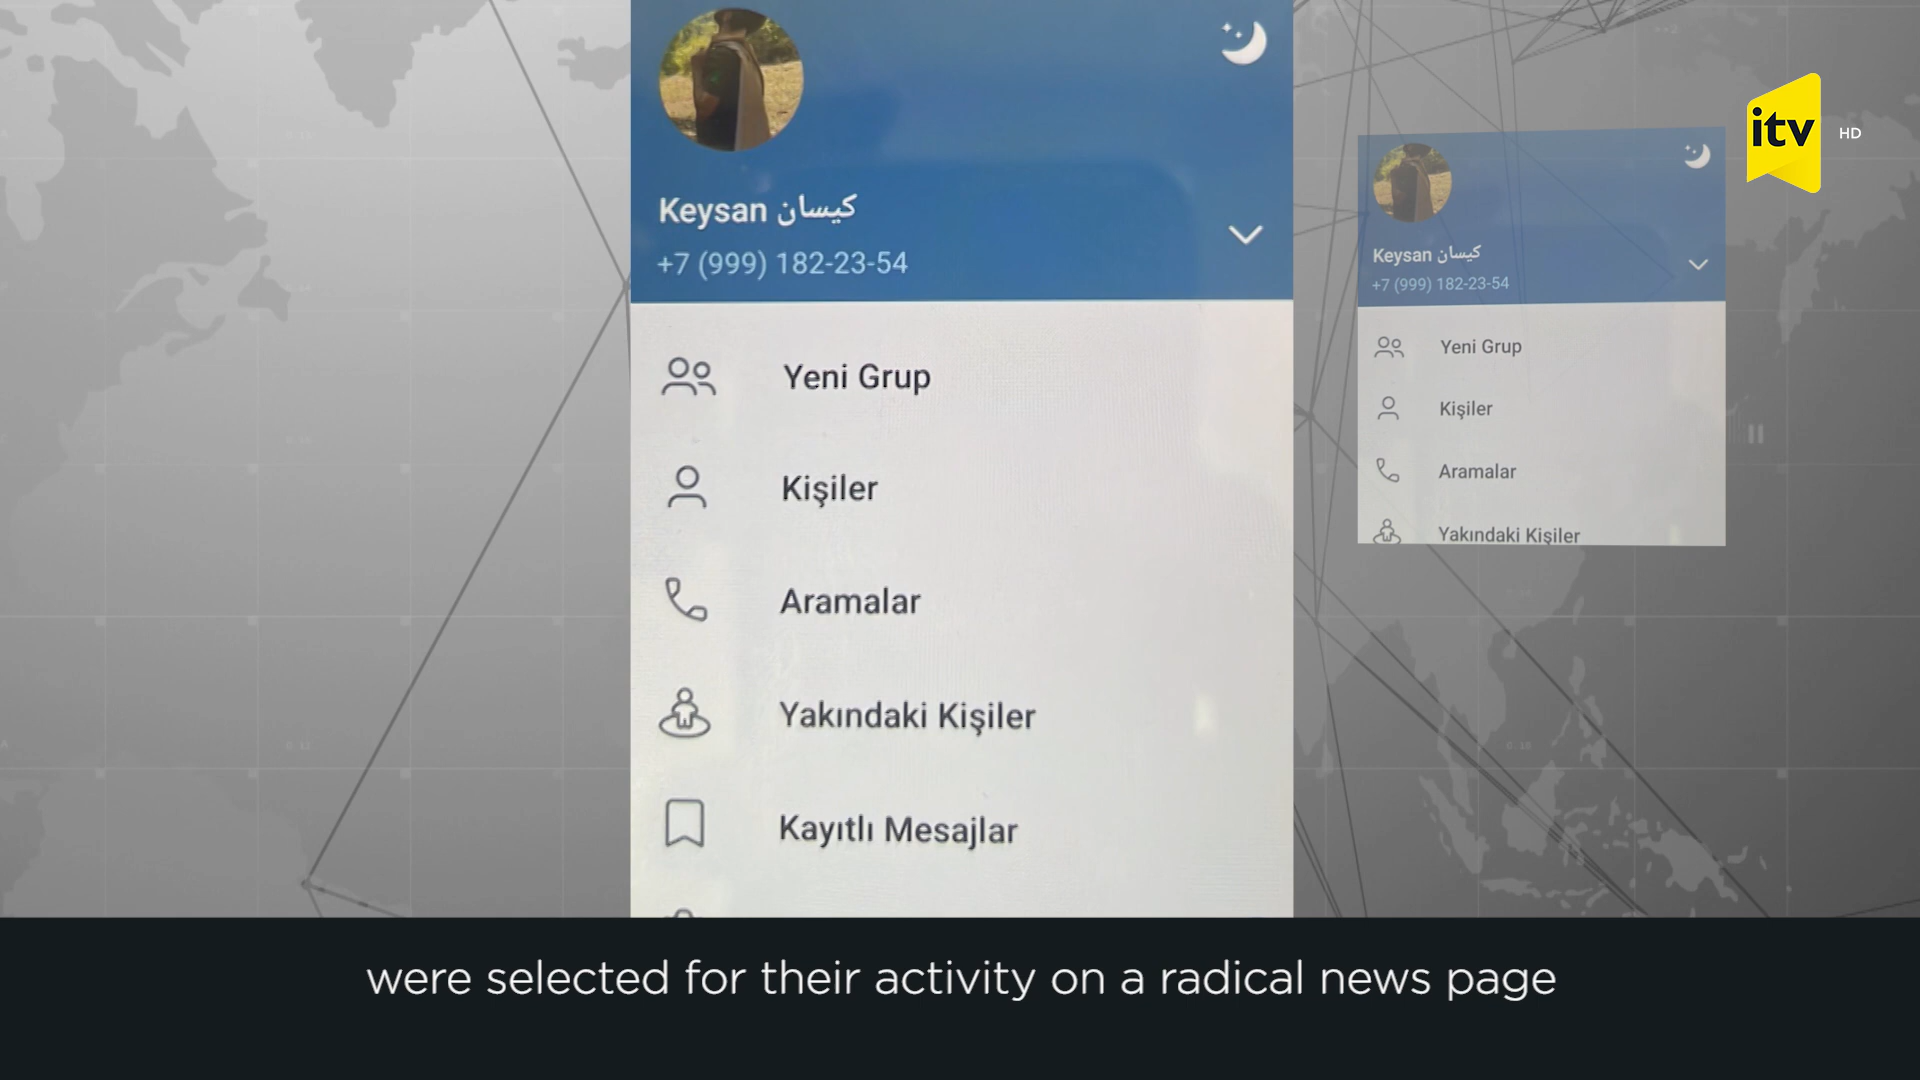 Keysan كيسان
+7 (999) 182-23-54
Yeni Grup
Kişiler
Aramalar
Yakındaki Kişiler
Kayıtlı Mesajlar
itv HD
Keysan كيسان
+7 (999) 182-23-54
Yeni Grup
Kişiler
Aramalar
Yakındaki Kişiler
were selected for their activity on a radical news page